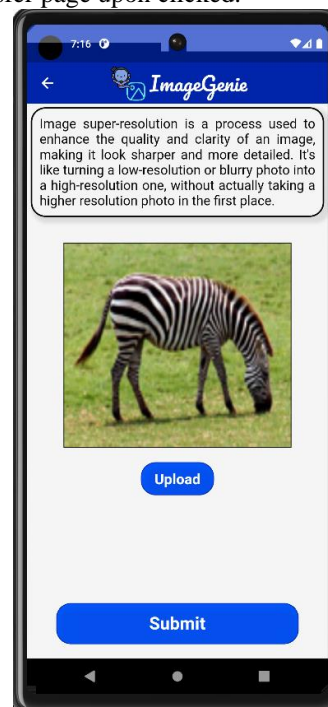 page upon clicked.
7:16
ImageGenie
Image super-resolution is a process used to
enhance the quality and clarity of an image,
making it look sharper and more detailed. It's
like turning a low-resolution or blurry photo into
a high-resolution one, without actually taking a
higher resolution photo in the first place.
Upload
Submit